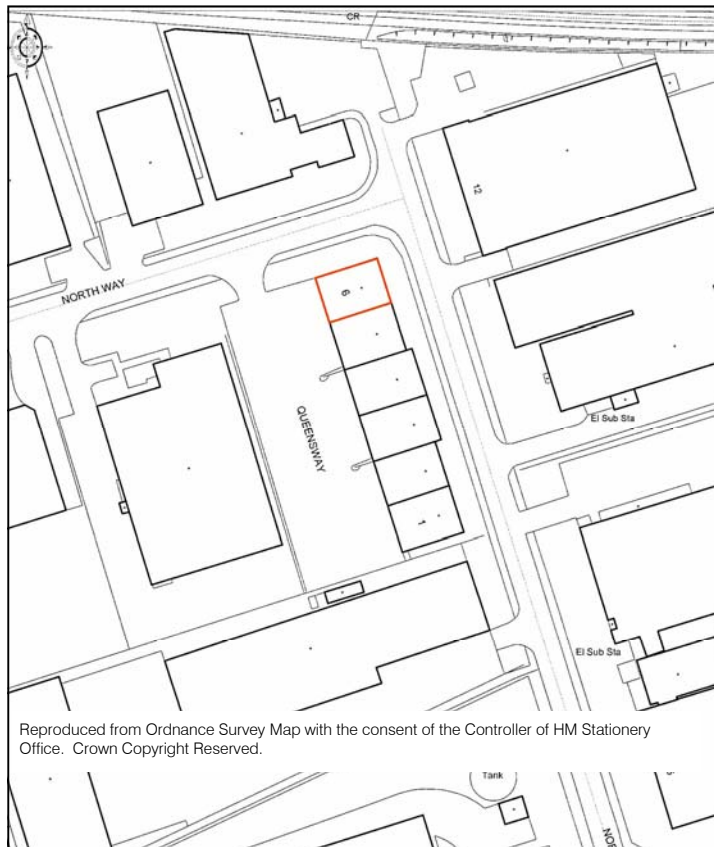 CR
12
NORTH WAY
6
El Sub Sta
QUEENSWAY
1
El Sub Sta
Reproduced from Ordnance Survey Map with the consent of the Controller of HM Stationery
Office. Crown Copyright Reserved.
Tank